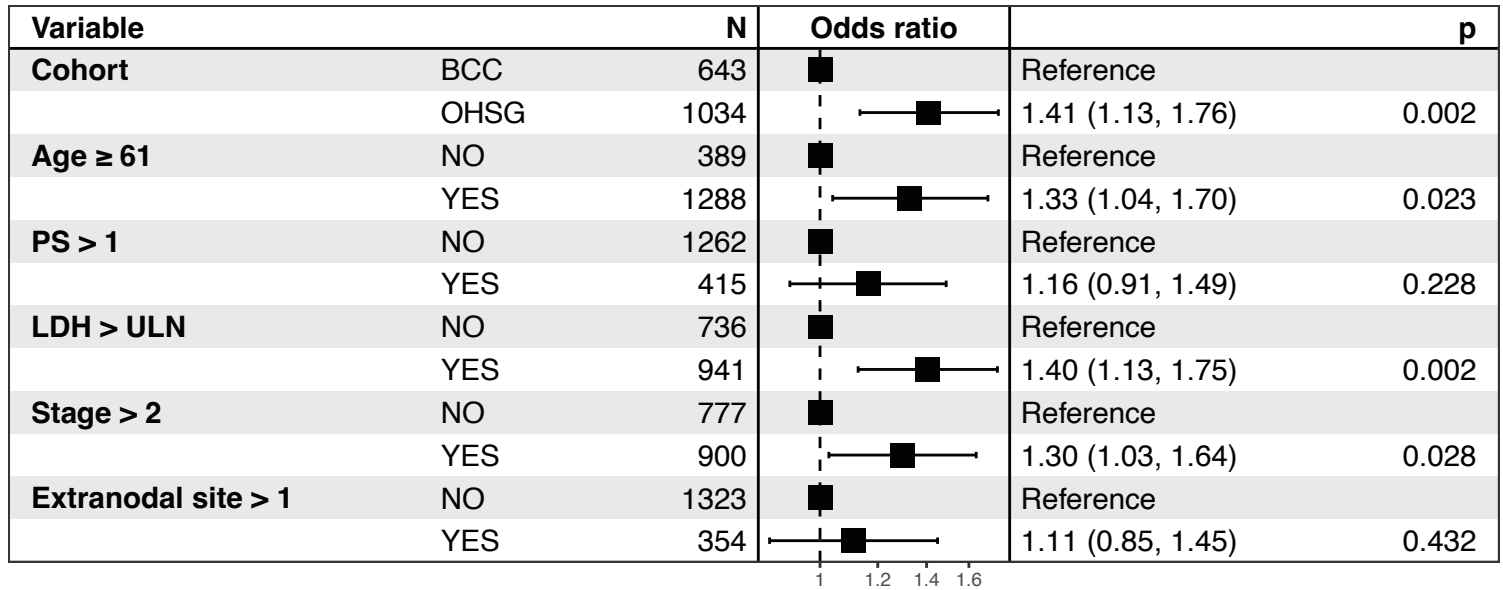 Variable N Odds ratio p
Cohort BCC 643 Reference
OHSG 1034 1.41 (1.13, 1.76) 0.002
Age ≥ 61 NO 389 Reference
YES 1288 1.33 (1.04, 1.70) 0.023
PS > 1 NO 1262 Reference
YES 415 1.16 (0.91, 1.49) 0.228
LDH > ULN NO 736 Reference
YES 941 1.40 (1.13, 1.75) 0.002
Stage > 2 NO 777 Reference
YES 900 1.30 (1.03, 1.64) 0.028
Extranodal site > 1 NO 1323 Reference
YES 354 1.11 (0.85, 1.45) 0.432
1 1.2 1.4 1.6